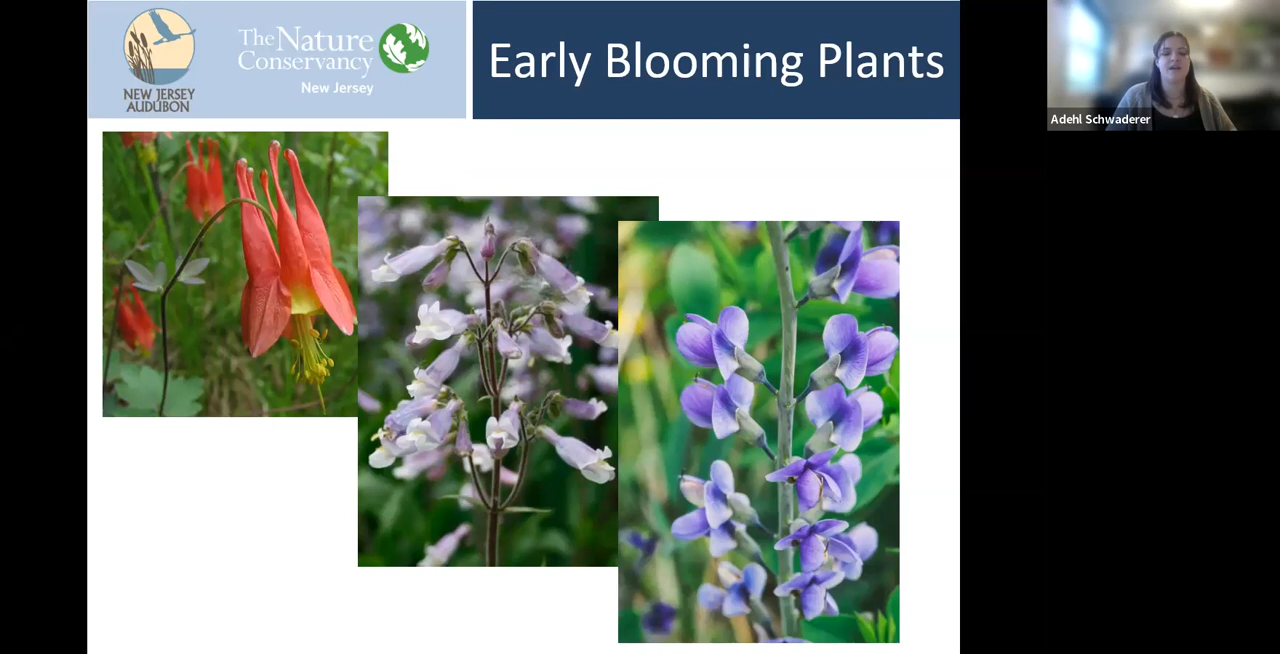 NEW JERSEY
AUDUBON
The Nature
Conservancy
New Jersey
Early Blooming Plants
Adehl Schwaderer